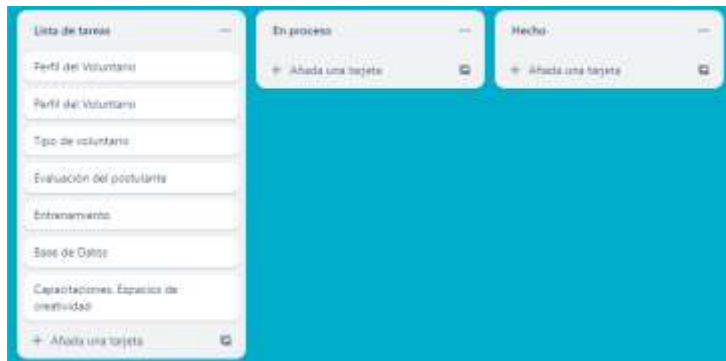 Lista de tareas
Perfil del Voluntario
Perfil del Voluntario
Tipo de voluntario
Evaluación del postulante
Entrenamiento
Base de Datos
Capacitaciones. Espacios de
creatividad
+ Añada una tarjeta
En proceso
+ Añada una tarjeta
Hecho
+ Añada una tarjeta